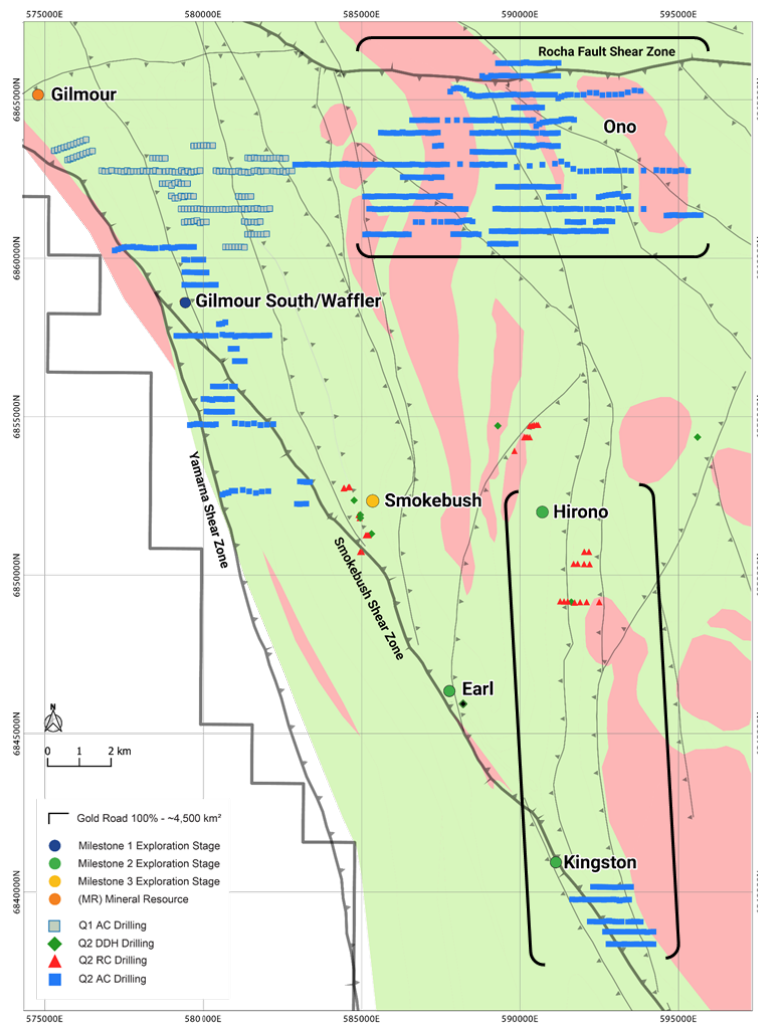 575000E
580000E
585000E
590000E
595000E
Rocha Fault Shear Zone
Gilmour
6865000N
Ono
6860000N
Gilmour South/Waffler
6855000N
Yamarna Shear Zone
Smokebush
Hirono
Smokebush Shear Zone
6850000N
Earl
6845000N
N
0 1 2 km
Gold Road 100% - ~4,500 km²
Milestone 1 Exploration Stage
Milestone 2 Exploration Stage
Milestone 3 Exploration Stage
(MR) Mineral Resource
Q1 AC Drilling
Q2 DDH Drilling
Q2 RC Drilling
Q2 AC Drilling
Kingston
6840000N
575000E
580000E
585000E
590000E
595000E